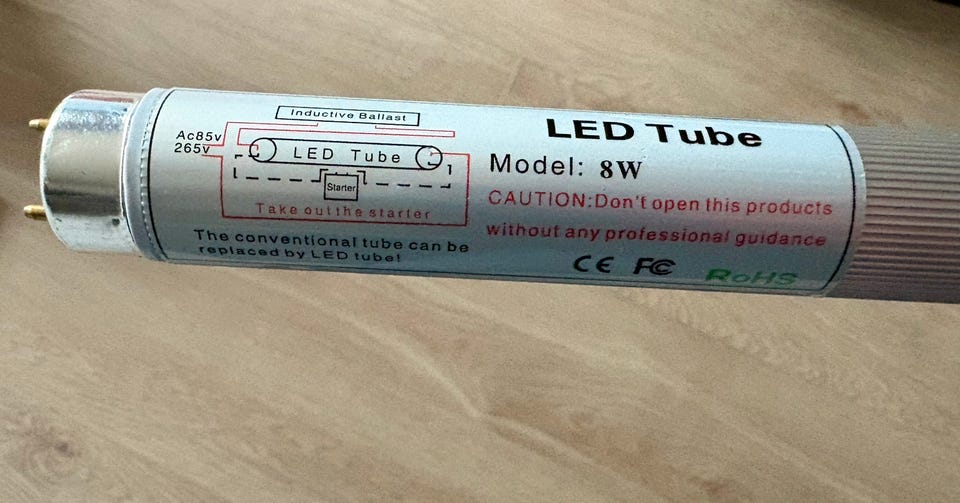 Inductive Ballast
Ac85v
265v
LED Tube
Starter
Take out the starter
The conventional tube can be
replaced by LED tube!
LED Tube
Model: 8W
CAUTION:Don't open this products
without any professional guidance
CE FC RoHS